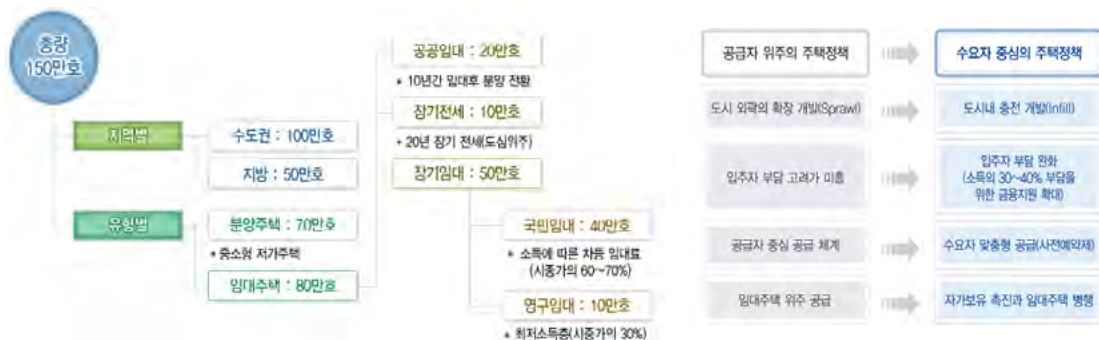 총량
150만호
지역별
수도권 : 100만호
지방 : 50만호
유형별
분양주택 : 70만호
* 중소형 저가주택
임대주택 : 80만호
공공임대 : 20만호
* 10년간 임대후 분양 전환
장기전세 : 10만호
* 20년 장기 전세(도심위주)
장기임대 : 50만호
국민임대 : 40만호
* 소득에 따른 차등 임대료
(시중가의 60~70%)
영구임대 : 10만호
* 최저소득층(시중가의 30%)
공급자 위주의 주택정책
수요자 중심의 주택정책
도시 외곽의 확장 개발(Sprawl)
도시내 충전 개발(Infill)
입주자 부담 고려가 미흡
입주자 부담 완화
(소득의 30~40% 부담을
위한 금융지원 확대)
공급자 중심 공급 체계
수요자 맞춤형 공급(사전예약제)
임대주택 위주 공급
자가보유 촉진과 임대주택 병행